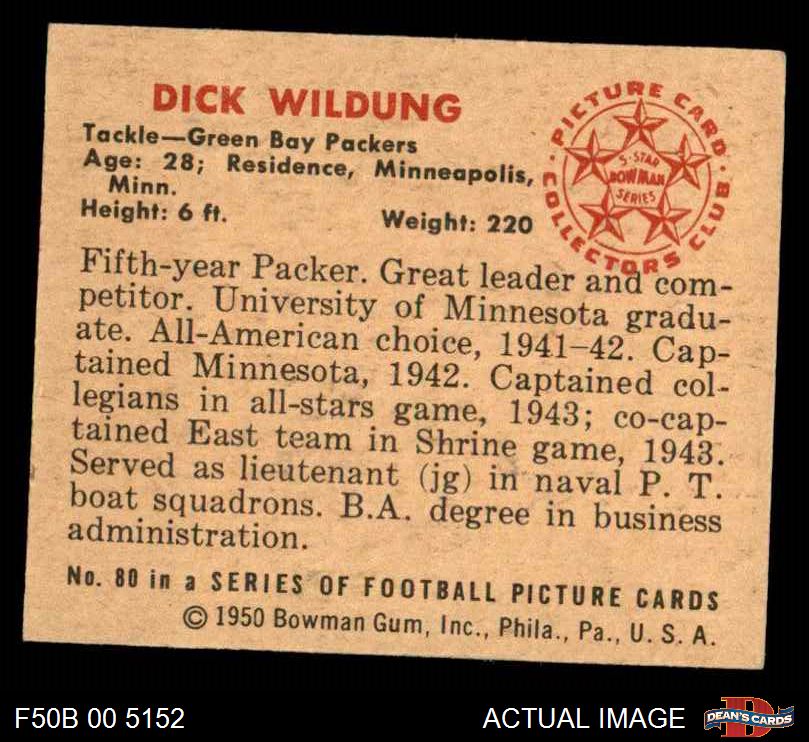 DICK WILDUNG
Tackle—Green Bay Packers
Age: 28; Residence, Minneapolis,
Minn.
Height: 6 ft. Weight: 220
PICTURE CARD COLLECTORS CLUB
5-STAR
BOWMAN
SERIES
Fifth-year Packer. Great leader and com-
petitor. University of Minnesota gradu-
ate. All-American choice, 1941–42. Cap-
tained Minnesota, 1942. Captained col-
legians in all-stars game, 1943; co-cap-
tained East team in Shrine game, 1943.
Served as lieutenant (jg) in naval P. T.
boat squadrons. B.A. degree in business
administration.
No. 80 in a SERIES OF FOOTBALL PICTURE CARDS
© 1950 Bowman Gum, Inc., Phila., Pa., U. S. A.
F50B 00 5152 ACTUAL IMAGE
D
DEAN'S CARDS